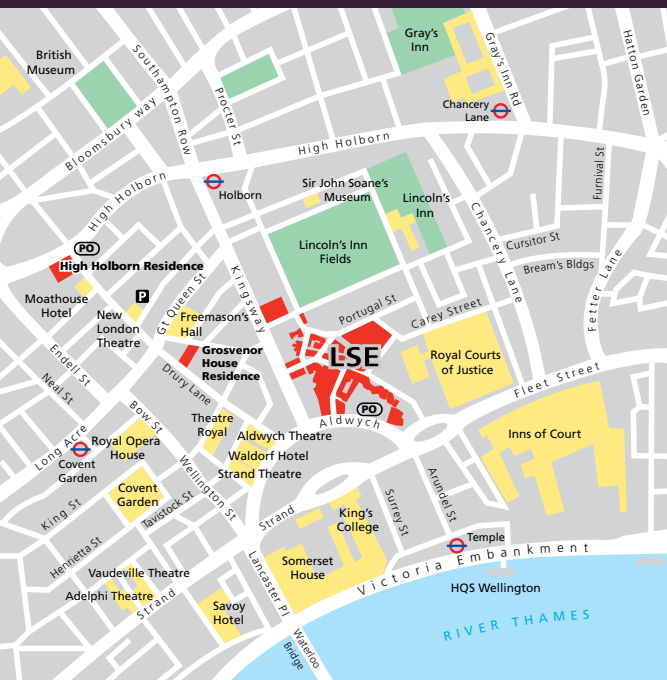 British
Museum
Southampton Row
Procter St
Gray's
Inn
Gray's Inn Rd
Hatton Garden
Chancery
Lane
Bloomsbury way
High Holborn
High Holborn
Holborn
Sir John Soane's
Museum
Lincoln's
Inn
Furnival St
Chancery Lane
Cursitor St
Bream's Bldgs
Fetter Lane
Lincoln's Inn
Fields
PO
High Holborn Residence
P
Moathouse
Hotel
New
London
Theatre
Gt Queen St
Kingsway
Freemason's
Hall
Grosvenor
House
Residence
Portugal St
Carey Street
LSE
Royal Courts
of Justice
Fleet Street
Endell St
Neal St
Drury Lane
Bow St
PO
Aldwych
Theatre
Royal
Aldwych Theatre
Waldorf Hotel
Strand Theatre
Inns of Court
Long Acre
Royal Opera
House
Covent
Garden
Covent
Garden
King St
Tavistock St
Wellington St
Strand
King's
College
Surrey St
Arundel St
Temple
Henrietta St
Vaudeville Theatre
Adelphi Theatre
Strand
Savoy
Hotel
Lancaster Pl
Somerset
House
Victoria Embankment
HQS Wellington
RIVER THAMES
Waterloo
Bridge